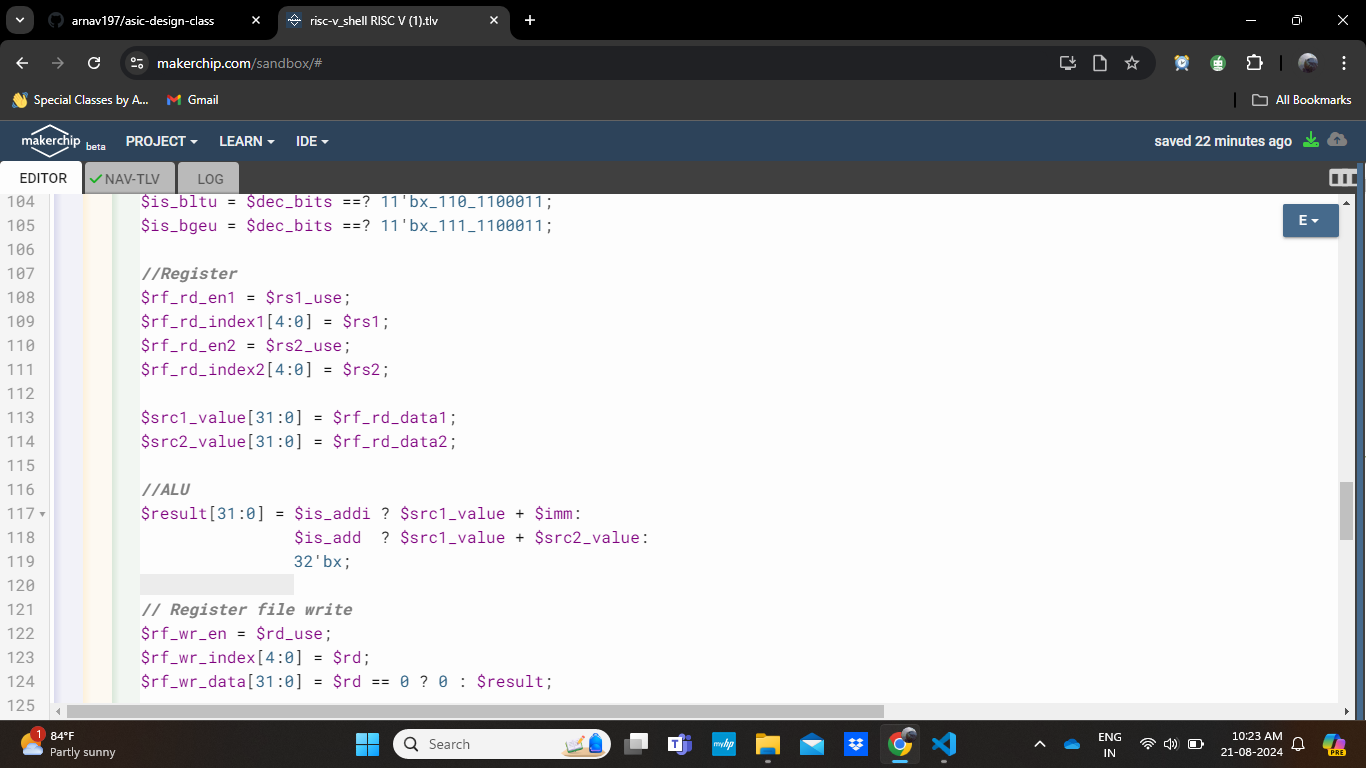 arnav197/asic-design-class
risc-v_shell RISC V (1).tlv
makerchip.com/sandbox/#
Special Classes by A...
Gmail
All Bookmarks
makerchip beta
PROJECT
LEARN
IDE
saved 22 minutes ago
EDITOR
NAV-TLV
LOG
E
104 $is_bltu = $dec_bits ==? 11'bx_110_1100011;
105 $is_bgeu = $dec_bits ==? 11'bx_111_1100011;
106
107 //Register
108 $rf_rd_en1 = $rs1_use;
109 $rf_rd_index1[4:0] = $rs1;
110 $rf_rd_en2 = $rs2_use;
111 $rf_rd_index2[4:0] = $rs2;
112
113 $src1_value[31:0] = $rf_rd_data1;
114 $src2_value[31:0] = $rf_rd_data2;
115
116 //ALU
117 $result[31:0] = $is_addi ? $src1_value + $imm:
118 $is_add  ? $src1_value + $src2_value:
119 32'bx;
120
121 // Register file write
122 $rf_wr_en = $rd_use;
123 $rf_wr_index[4:0] = $rd;
124 $rf_wr_data[31:0] = $rd == 0 ? 0 : $result;
125
1
84°F
Partly sunny
Search
myhp
ENG
IN
10:23 AM
21-08-2024
PRE